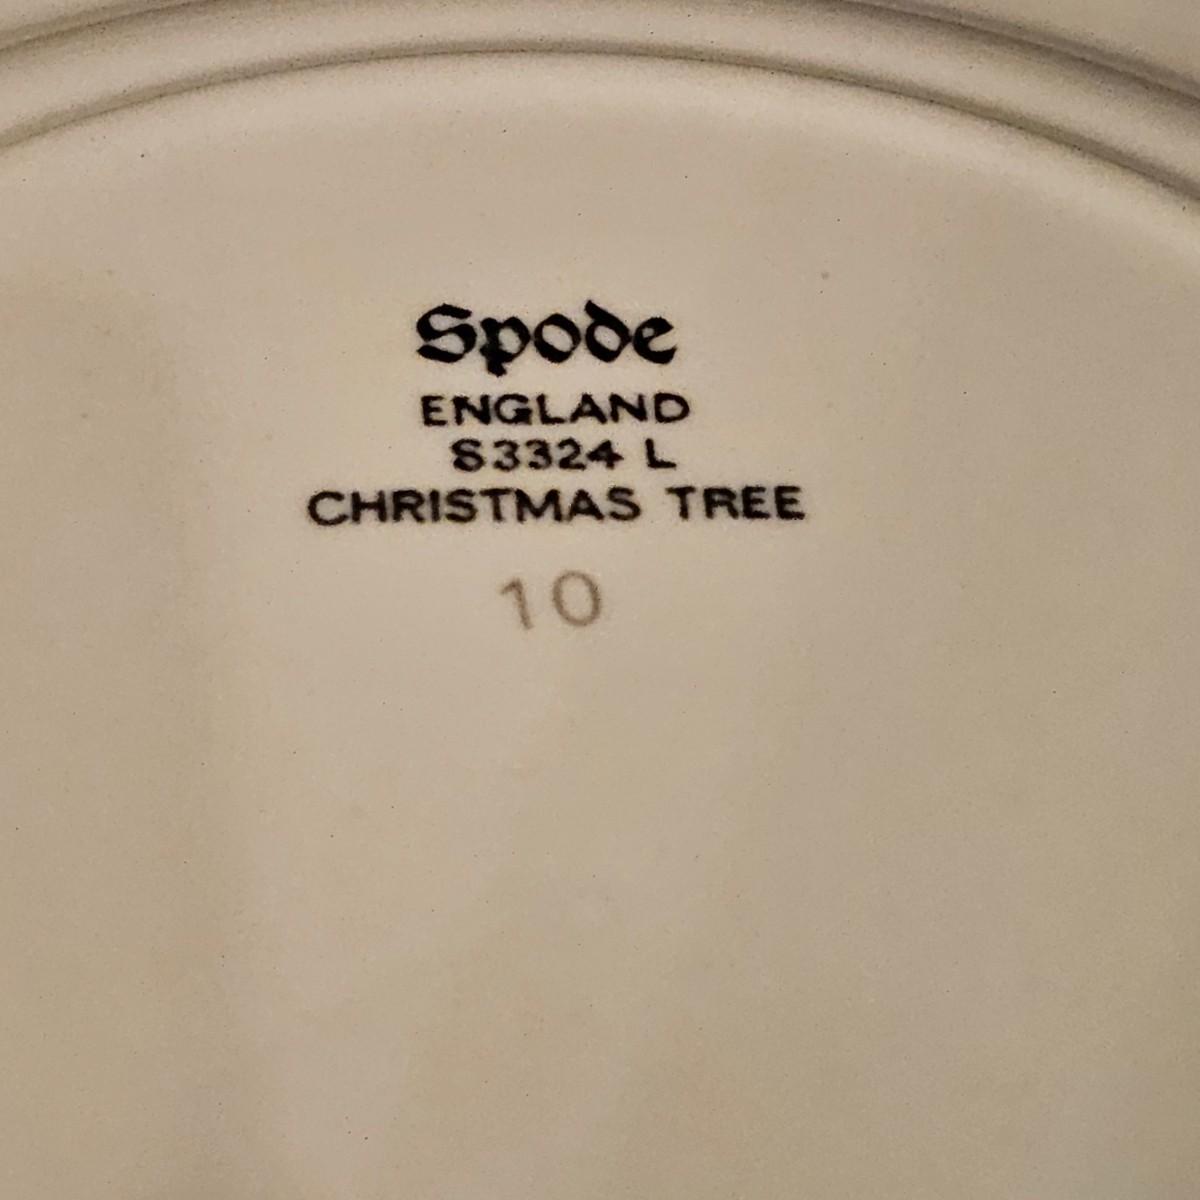 Spode
ENGLAND
S3324 L
CHRISTMAS TREE
10